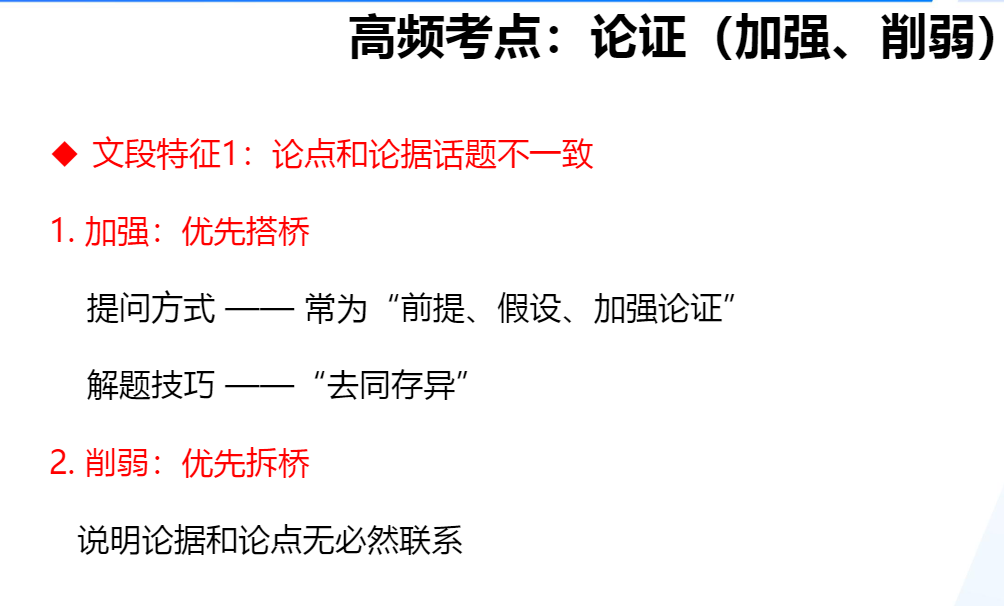 高频考点：论证（加强、削弱）
◆ 文段特征1：论点和论据话题不一致
1. 加强：优先搭桥
提问方式 —— 常为“前提、假设、加强论证”
解题技巧 ——“去同存异”
2. 削弱：优先拆桥
说明论据和论点无必然联系